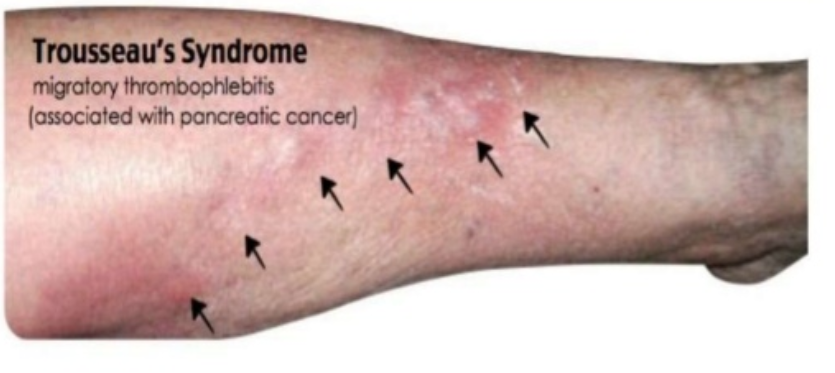 Trousseau's Syndrome
migratory thrombophlebitis
(associated with pancreatic cancer)